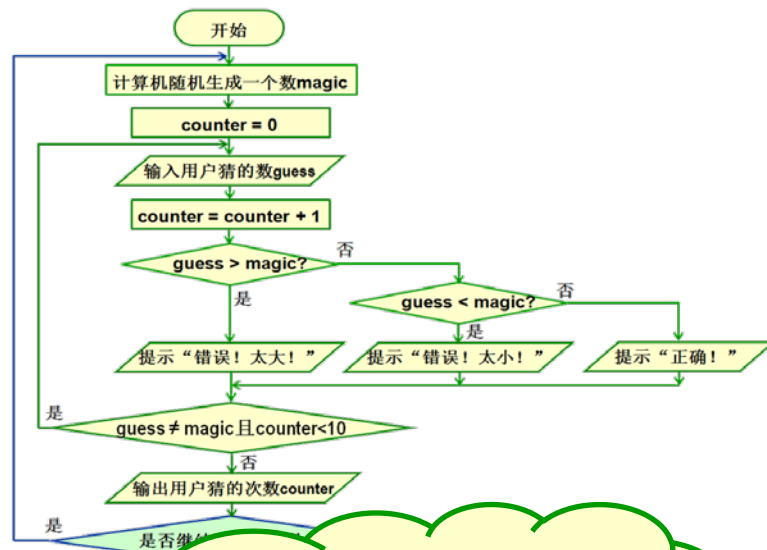 开始
计算机随机生成一个数magic
counter = 0
输入用户猜的数guess
counter = counter + 1
guess > magic?
否
是
guess < magic?
否
是
提示“错误！太大！”
提示“错误！太小！”
提示“正确！”
是
guess ≠ magic且counter<10
否
输出用户猜的次数counter
是
是否继